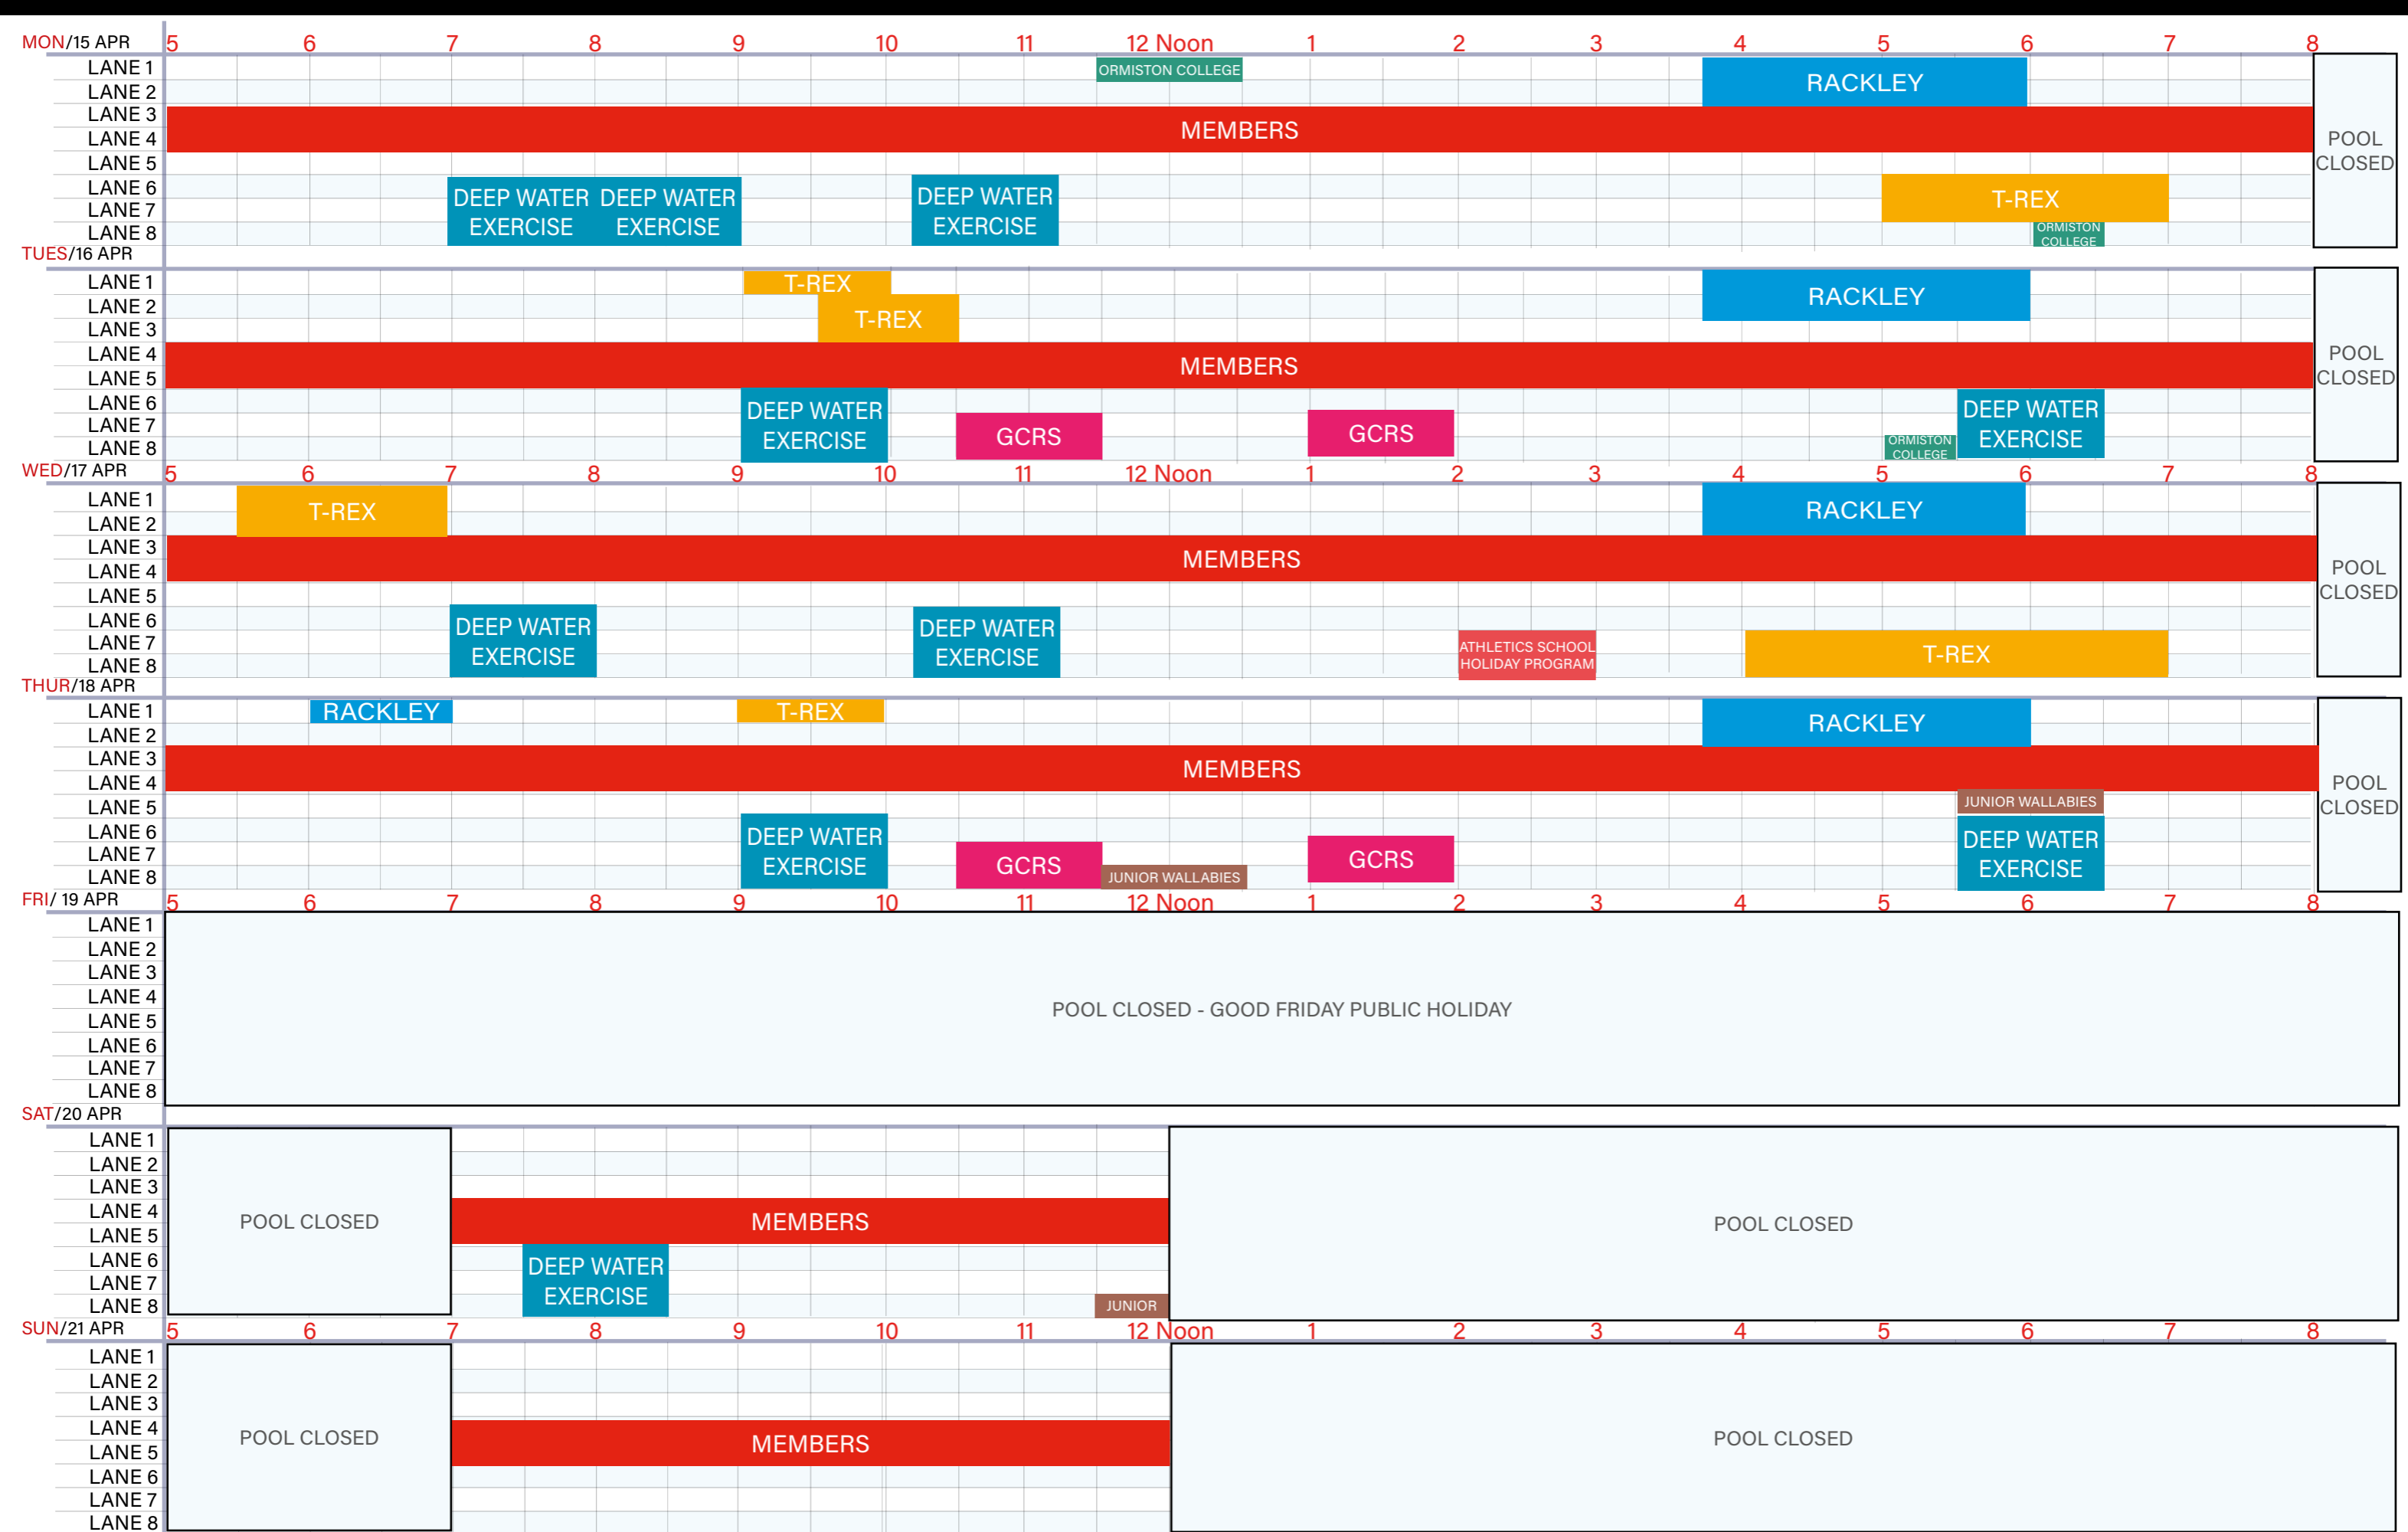 MON/15 APR 5 6 7 8 9 10 11 12 Noon 1 2 3 4 5 6 7 8
LANE 1
LANE 2
LANE 3
LANE 4
LANE 5
LANE 6
LANE 7
LANE 8
ORMISTON COLLEGE
RACKLEY
MEMBERS
POOL
CLOSED
DEEP WATER
EXERCISE
DEEP WATER
EXERCISE
DEEP WATER
EXERCISE
T-REX
ORMISTON
COLLEGE
TUES/16 APR
LANE 1
LANE 2
LANE 3
LANE 4
LANE 5
LANE 6
LANE 7
LANE 8
T-REX
T-REX
RACKLEY
MEMBERS
POOL
CLOSED
DEEP WATER
EXERCISE
GCRS
GCRS
ORMISTON
COLLEGE
DEEP WATER
EXERCISE
WED/17 APR 5 6 7 8 9 10 11 12 Noon 1 2 3 4 5 6 7 8
LANE 1
LANE 2
LANE 3
LANE 4
LANE 5
LANE 6
LANE 7
LANE 8
T-REX
RACKLEY
MEMBERS
POOL
CLOSED
DEEP WATER
EXERCISE
DEEP WATER
EXERCISE
ATHLETICS SCHOOL
HOLIDAY PROGRAM
T-REX
THUR/18 APR
LANE 1
LANE 2
LANE 3
LANE 4
LANE 5
LANE 6
LANE 7
LANE 8
RACKLEY
T-REX
RACKLEY
MEMBERS
POOL
CLOSED
JUNIOR WALLABIES
DEEP WATER
EXERCISE
GCRS
JUNIOR WALLABIES
GCRS
DEEP WATER
EXERCISE
FRI/ 19 APR 5 6 7 8 9 10 11 12 Noon 1 2 3 4 5 6 7 8
LANE 1
LANE 2
LANE 3
LANE 4
LANE 5
LANE 6
LANE 7
LANE 8
POOL CLOSED - GOOD FRIDAY PUBLIC HOLIDAY
SAT/20 APR
LANE 1
LANE 2
LANE 3
LANE 4
LANE 5
LANE 6
LANE 7
LANE 8
POOL CLOSED
MEMBERS
POOL CLOSED
DEEP WATER
EXERCISE
JUNIOR
SUN/21 APR 5 6 7 8 9 10 11 12 Noon 1 2 3 4 5 6 7 8
LANE 1
LANE 2
LANE 3
LANE 4
LANE 5
LANE 6
LANE 7
LANE 8
POOL CLOSED
MEMBERS
POOL CLOSED